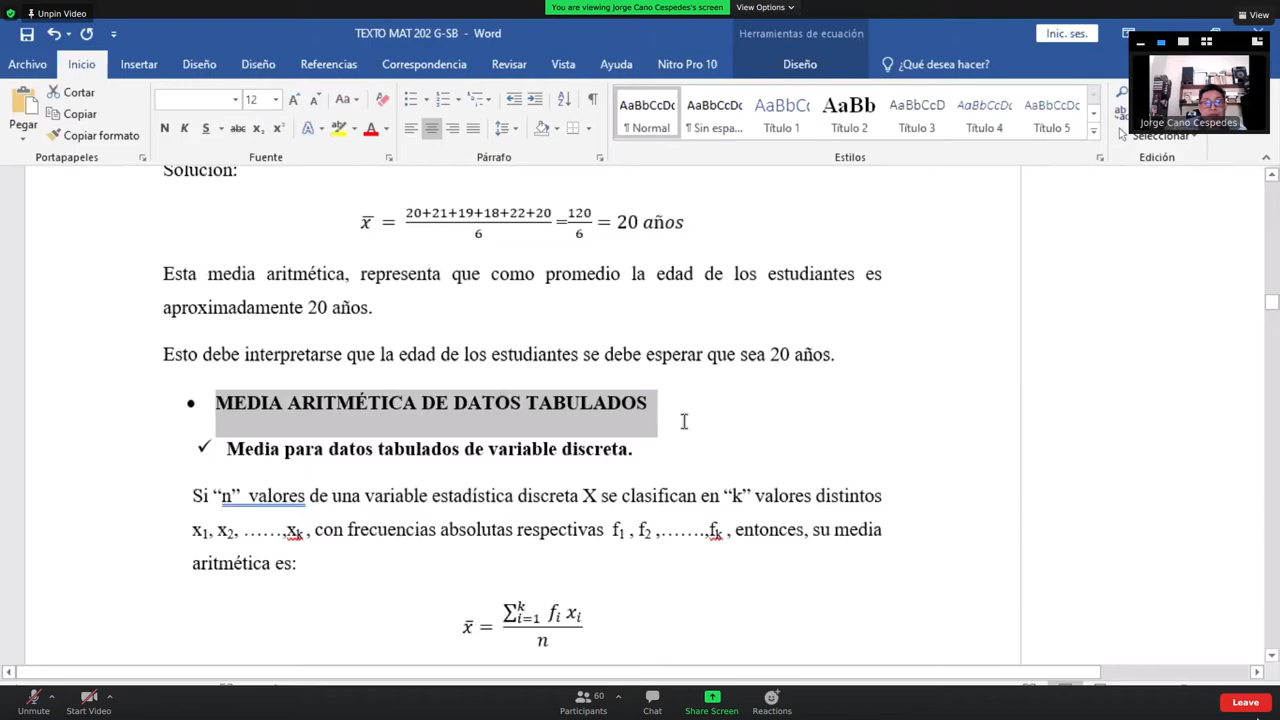 Unpin Video
You are viewing Jorge Cano Cespedes's screen
View Options
View
TEXTO MAT 202 G-SB - Word
Herramientas de ecuación
Inic. ses.
Archivo Inicio Insertar Diseño Diseño Referencias Correspondencia Revisar Vista Ayuda Nitro Pro 10 Diseño ¿Qué desea hacer?
Pegar
Cortar
Copiar
Copiar formato
12 Aa
N K S abc x₂ x²
AaBbCcDc AaBbCcDc AaBbCcD AaBb AaBbCcD AaBbCcDc AaBbCcDc
¶ Normal ¶ Sin espa... Título 1 Título 2 Título 3 Título 4 Título 5
Jorge Cano Cespedes
Seleccionar
Portapapeles Fuente Párrafo Estilos Edición
Solución:
x̄ = 20+21+19+18+22+20 / 6 = 120 / 6 = 20 años
Esta media aritmética, representa que como promedio la edad de los estudiantes es
aproximadamente 20 años.
Esto debe interpretarse que la edad de los estudiantes se debe esperar que sea 20 años.
• MEDIA ARITMÉTICA DE DATOS TABULADOS
✓ Media para datos tabulados de variable discreta.
Si “n” valores de una variable estadística discreta X se clasifican en “k” valores distintos
x₁, x₂, ……,xₖ , con frecuencias absolutas respectivas f₁ , f₂ ,…….,fₖ , entonces, su media
aritmética es:
x̄ = ∑ᵢ₌₁ᵏ fᵢ xᵢ / n
Unmute Start Video 60 Participants Chat Share Screen Reactions Leave